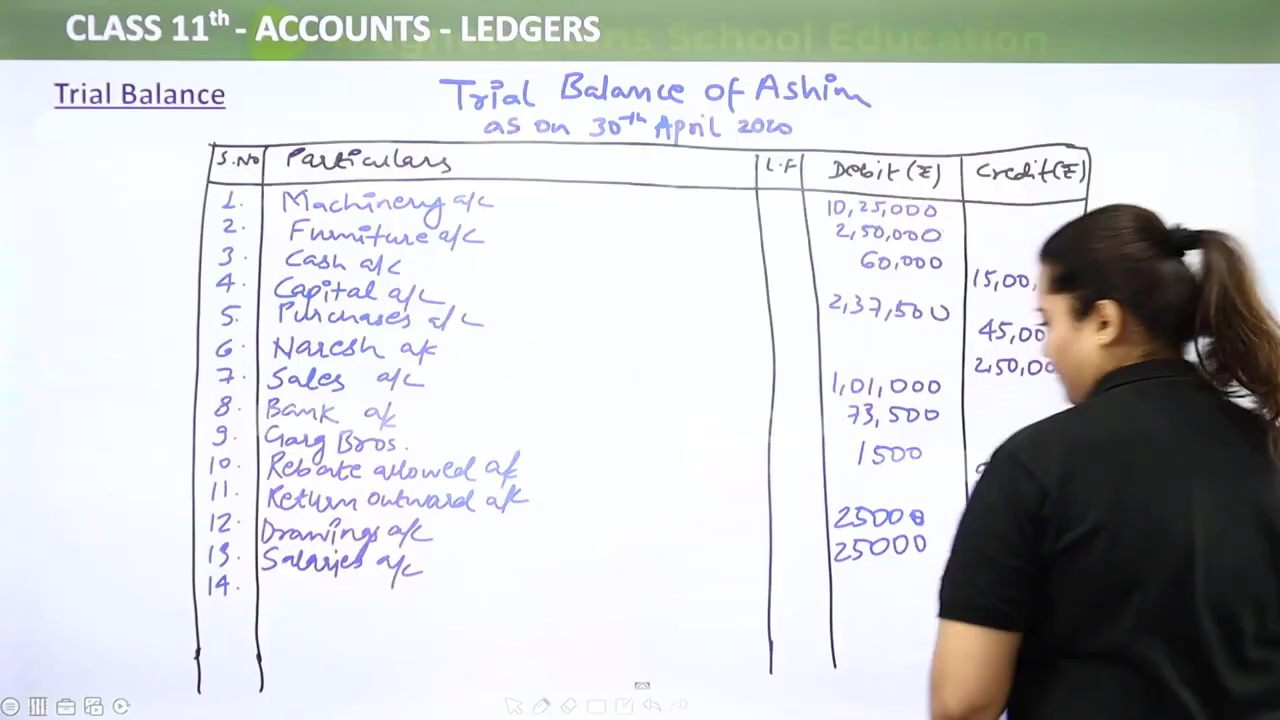 CLASS 11th - ACCOUNTS - LEDGERS
School Education
Trial Balance
Trial Balance of Ashim
as on 30th April 2020
S.No Particulars L.F Debit (₹) Credit (₹)
1. Machinery a/c 10,25,000
2. Furniture a/c 2,50,000
3. Cash a/c 60,000
4. Capital a/c 15,00,
5. Purchases a/c 2,37,500
6. Naresh a/c 45,00
7. Sales a/c 2,50,00
8. Bank a/c 1,01,000
9. Garg Bros. 73,500
10. Rebate allowed a/c 1500
11. Return outward a/c
12. Drawings a/c 25000
13. Salaries a/c 25000
14.